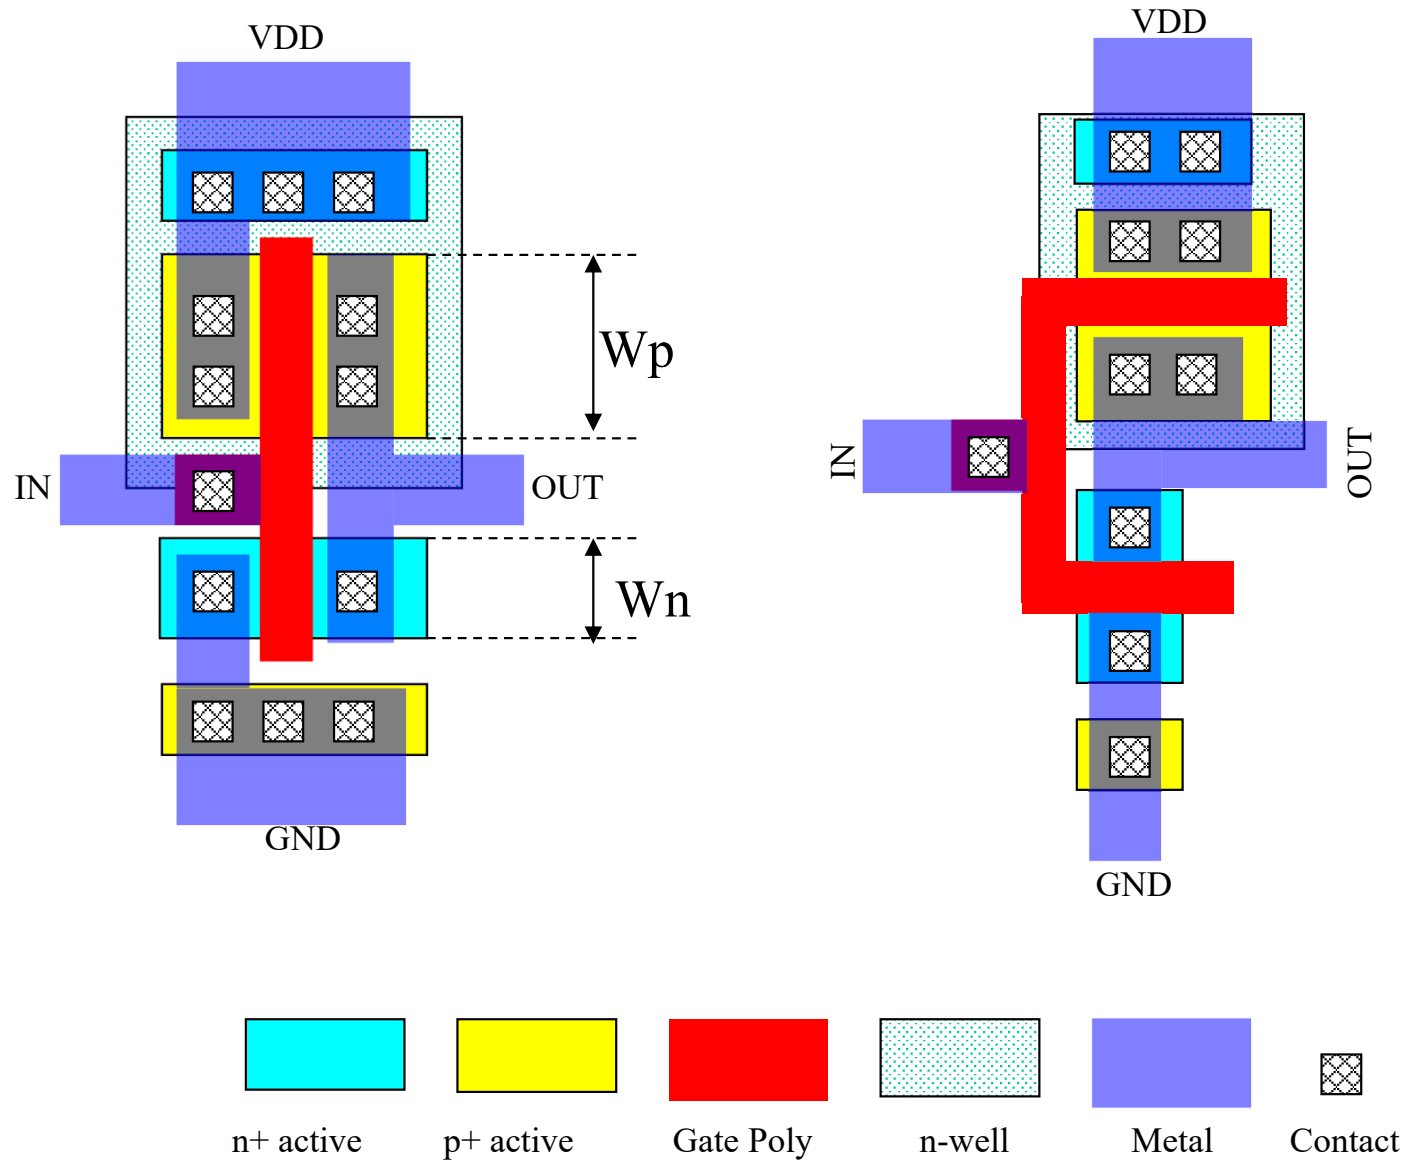 VDD
Wp
IN
OUT
Wn
GND
VDD
IN
OUT
GND
n+ active
p+ active
Gate Poly
n-well
Metal
Contact